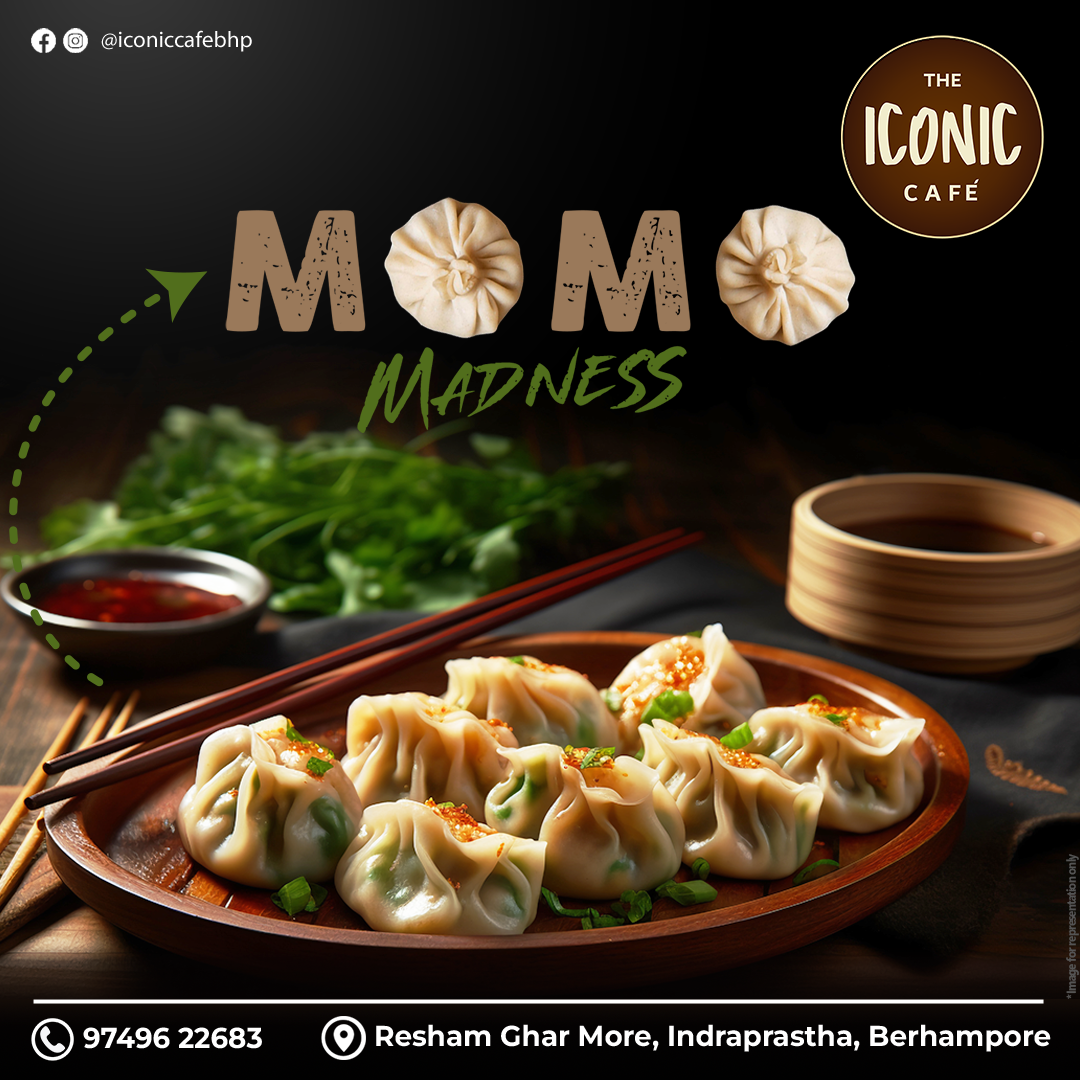 @iconiccafebhp
THE
ICONIC
CAFÉ
MOMO
MADNESS
*Image for representation only
97496 22683
Resham Ghar More, Indraprastha, Berhampore